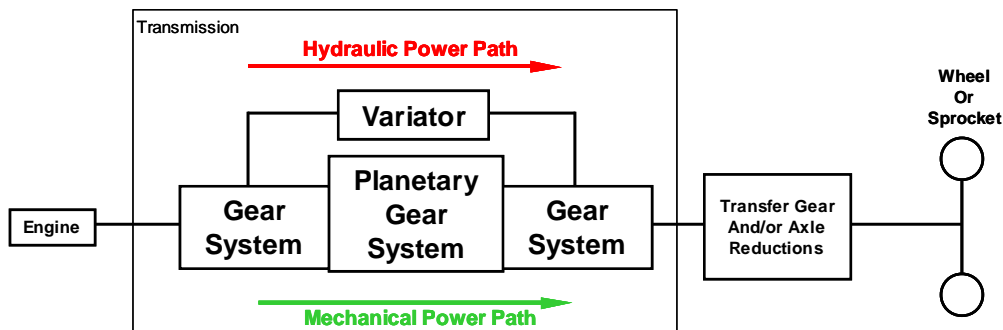 Transmission
Hydraulic Power Path
Variator
Engine
Gear
System
Planetary
Gear
System
Gear
System
Mechanical Power Path
Transfer Gear
And/or Axle
Reductions
Wheel
Or
Sprocket